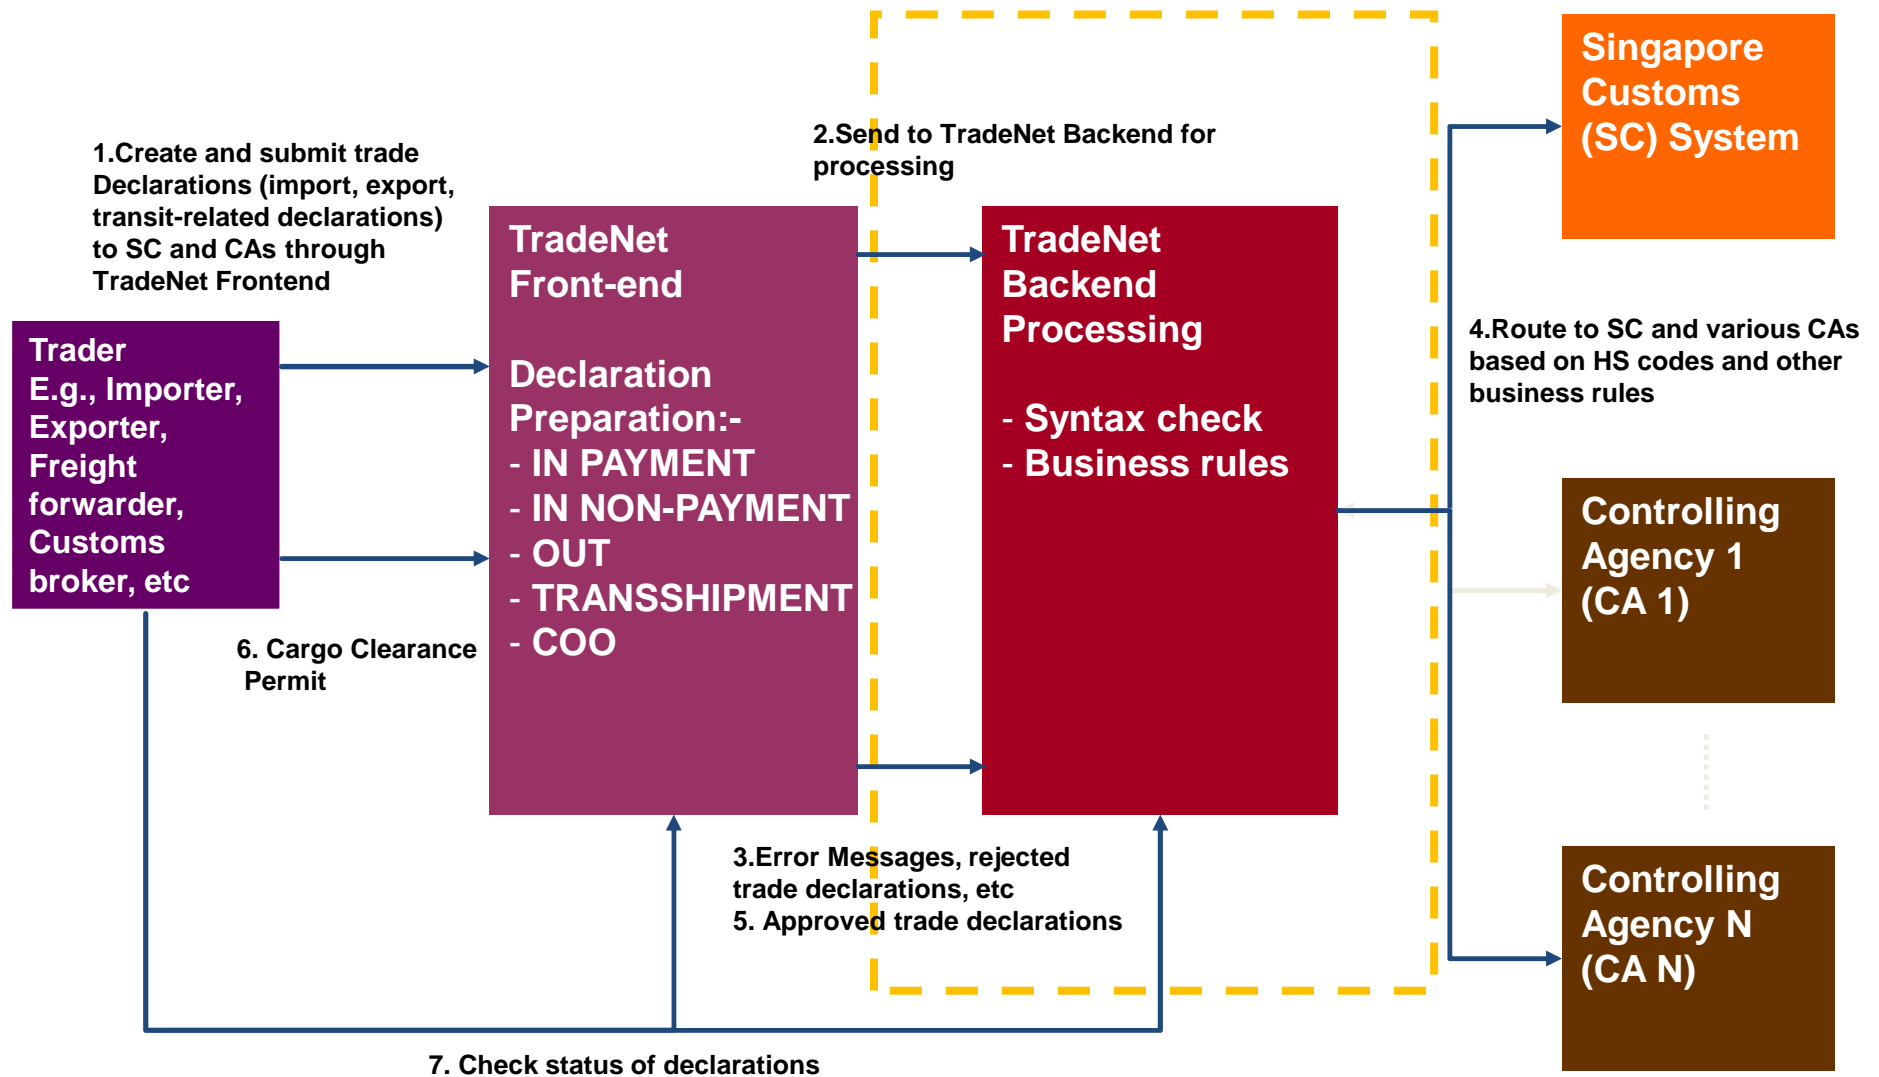 1.Create and submit trade
Declarations (import, export,
transit-related declarations)
to SC and CAs through
TradeNet Frontend
Trader
E.g., Importer,
Exporter,
Freight
forwarder,
Customs
broker, etc
6. Cargo Clearance
Permit
TradeNet
Front-end
Declaration
Preparation:-
- IN PAYMENT
- IN NON-PAYMENT
- OUT
- TRANSSHIPMENT
- COO
2.Send to TradeNet Backend for
processing
TradeNet
Backend
Processing
- Syntax check
- Business rules
3.Error Messages, rejected
trade declarations, etc
5. Approved trade declarations
7. Check status of declarations
Singapore
Customs
(SC) System
4.Route to SC and various CAs
based on HS codes and other
business rules
Controlling
Agency 1
(CA 1)
Controlling
Agency N
(CA N)